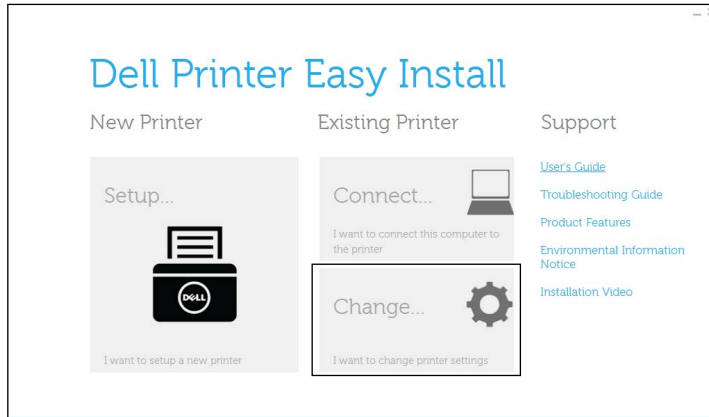 Dell Printer Easy Install
New Printer
Existing Printer
Support
Setup...
DELL
I want to setup a new printer
Connect...
I want to connect this computer to
the printer
Change...
I want to change printer settings
User's Guide
Troubleshooting Guide
Product Features
Environmental Information
Notice
Installation Video